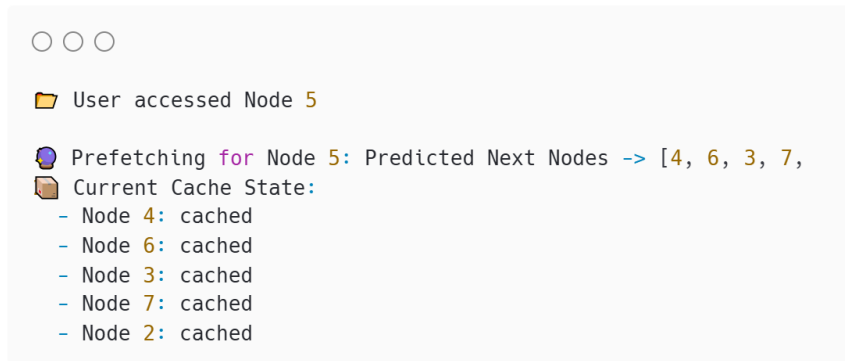 📂 User accessed Node 5
🔮 Prefetching for Node 5: Predicted Next Nodes -> [4, 6, 3, 7,
📦 Current Cache State:
- Node 4: cached
- Node 6: cached
- Node 3: cached
- Node 7: cached
- Node 2: cached